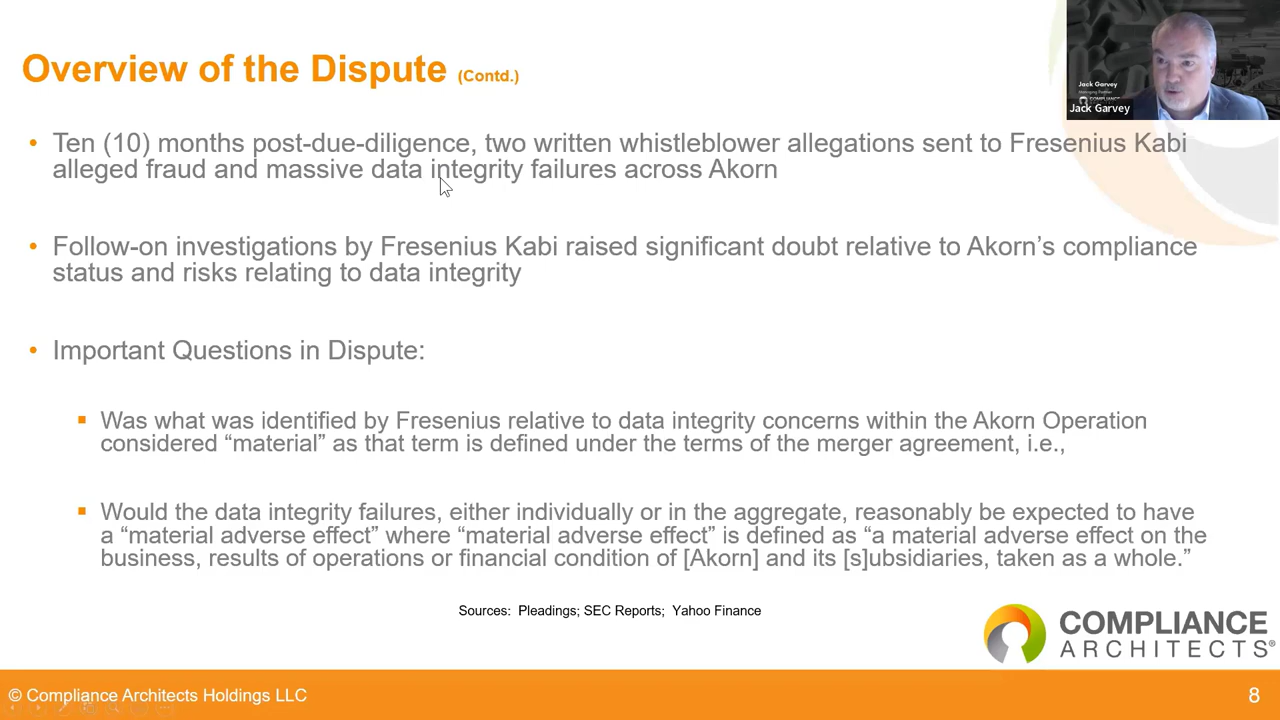 Overview of the Dispute (Contd.)
Jack Garvey
Jack Garvey
• Ten (10) months post-due-diligence, two written whistleblower allegations sent to Fresenius Kabi
alleged fraud and massive data integrity failures across Akorn
• Follow-on investigations by Fresenius Kabi raised significant doubt relative to Akorn’s compliance
status and risks relating to data integrity
• Important Questions in Dispute:
▪ Was what was identified by Fresenius relative to data integrity concerns within the Akorn Operation
considered “material” as that term is defined under the terms of the merger agreement, i.e.,
▪ Would the data integrity failures, either individually or in the aggregate, reasonably be expected to have
a “material adverse effect” where “material adverse effect” is defined as “a material adverse effect on the
business, results of operations or financial condition of [Akorn] and its [s]ubsidiaries, taken as a whole.”
Sources: Pleadings; SEC Reports; Yahoo Finance
COMPLIANCE
ARCHITECTS®
© Compliance Architects Holdings LLC
8